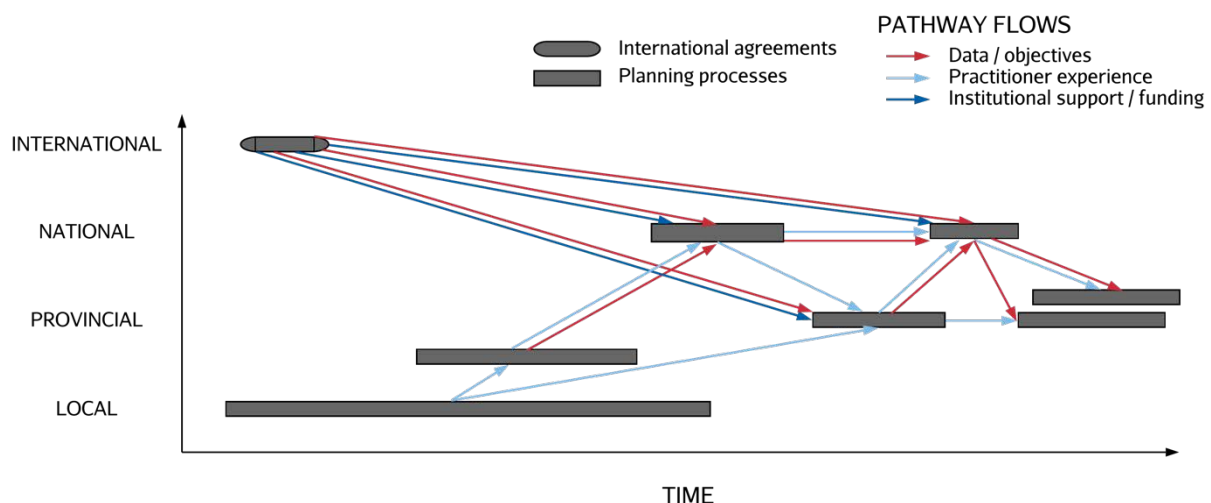 PATHWAY FLOWS
International agreements
Planning processes
Data / objectives
Practitioner experience
Institutional support / funding
INTERNATIONAL
NATIONAL
PROVINCIAL
LOCAL
TIME